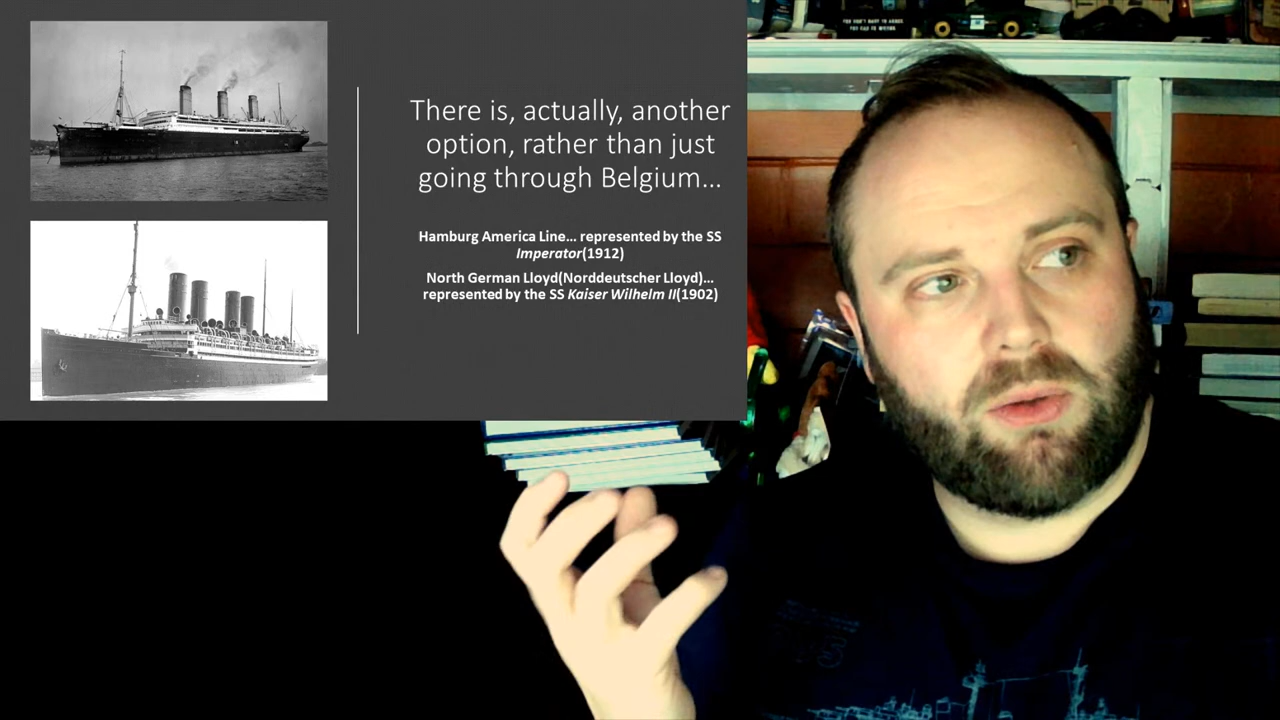 There is, actually, another
option, rather than just
going through Belgium...
Hamburg America Line... represented by the SS
Imperator(1912)
North German Lloyd(Norddeutscher Lloyd)...
represented by the SS Kaiser Wilhelm II(1902)